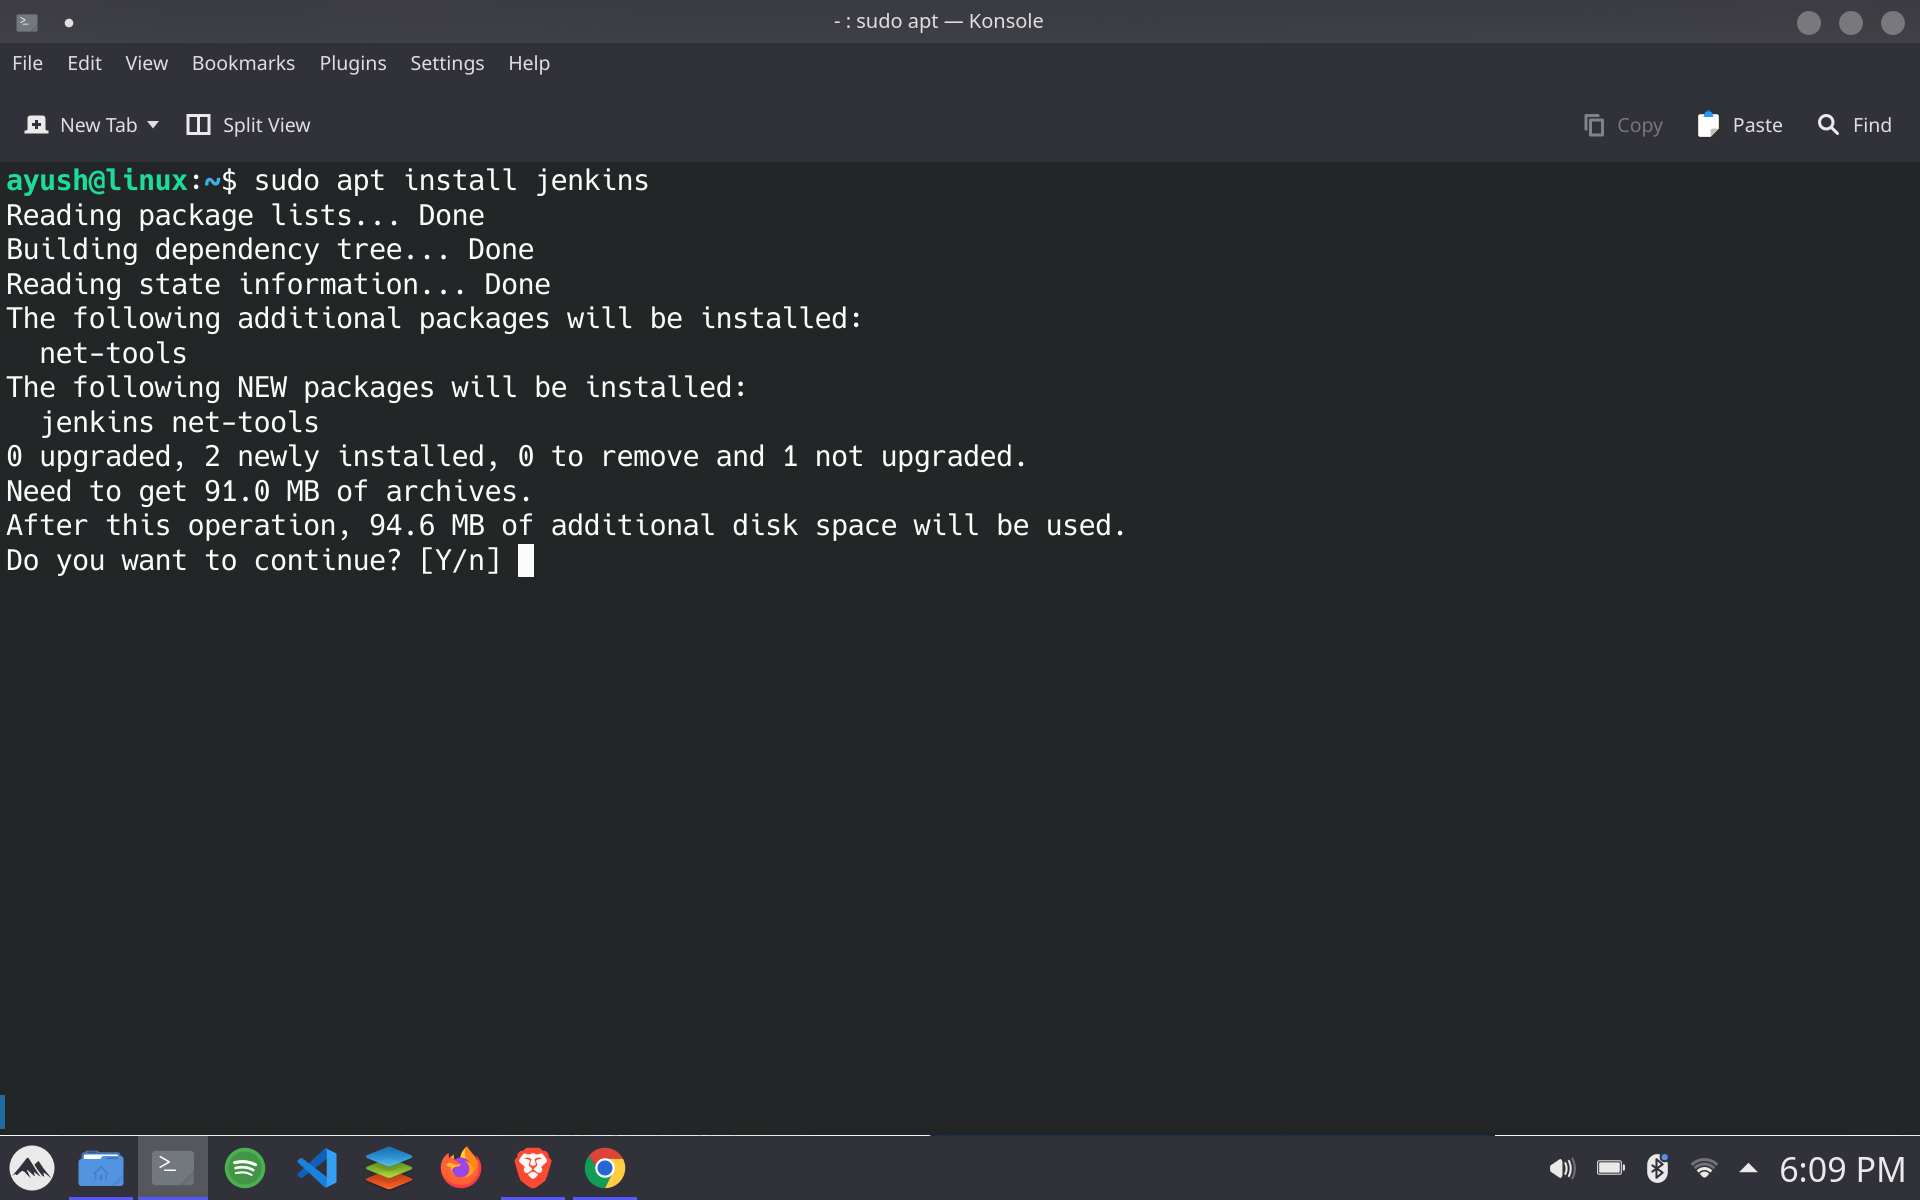 - : sudo apt — Konsole
File Edit View Bookmarks Plugins Settings Help
New Tab Split View Copy Paste Find
ayush@linux:~$ sudo apt install jenkins
Reading package lists... Done
Building dependency tree... Done
Reading state information... Done
The following additional packages will be installed:
  net-tools
The following NEW packages will be installed:
  jenkins net-tools
0 upgraded, 2 newly installed, 0 to remove and 1 not upgraded.
Need to get 91.0 MB of archives.
After this operation, 94.6 MB of additional disk space will be used.
Do you want to continue? [Y/n]
6:09 PM